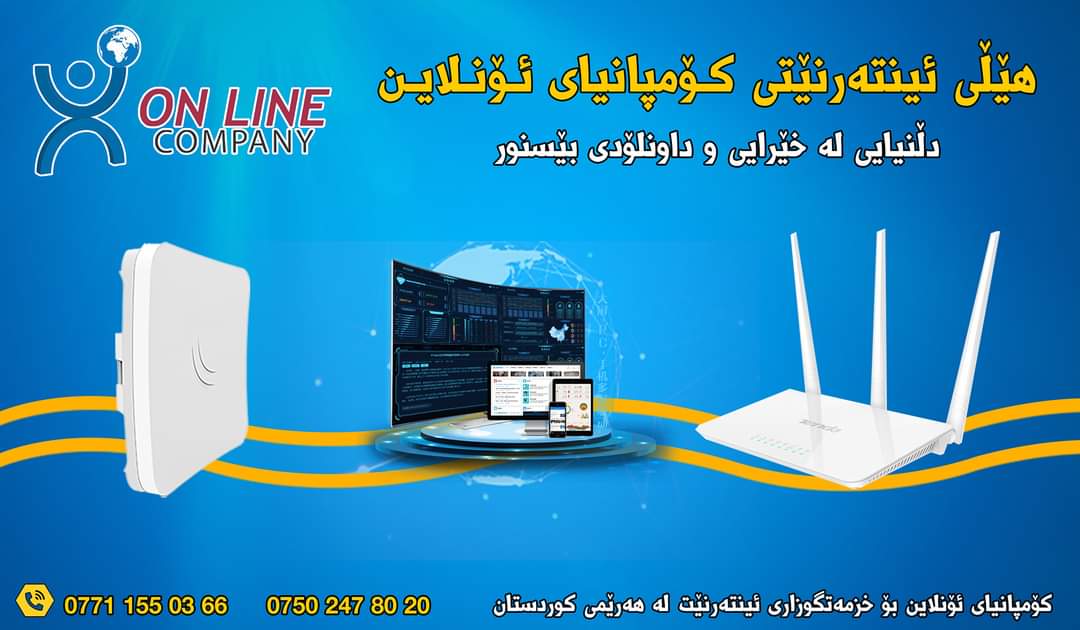 ON LINE
COMPANY
هێڵی ئینتەرنێتی کۆمپانیای ئۆنلاین
دڵنیایی لە خێرایی و داونلۆدی بێسنور
Tenda
0771 155 03 66
0750 247 80 20
کۆمپانیای ئۆنلاین بۆ خزمەتگوزاری ئینتەرنێت لە هەرێمی کوردستان